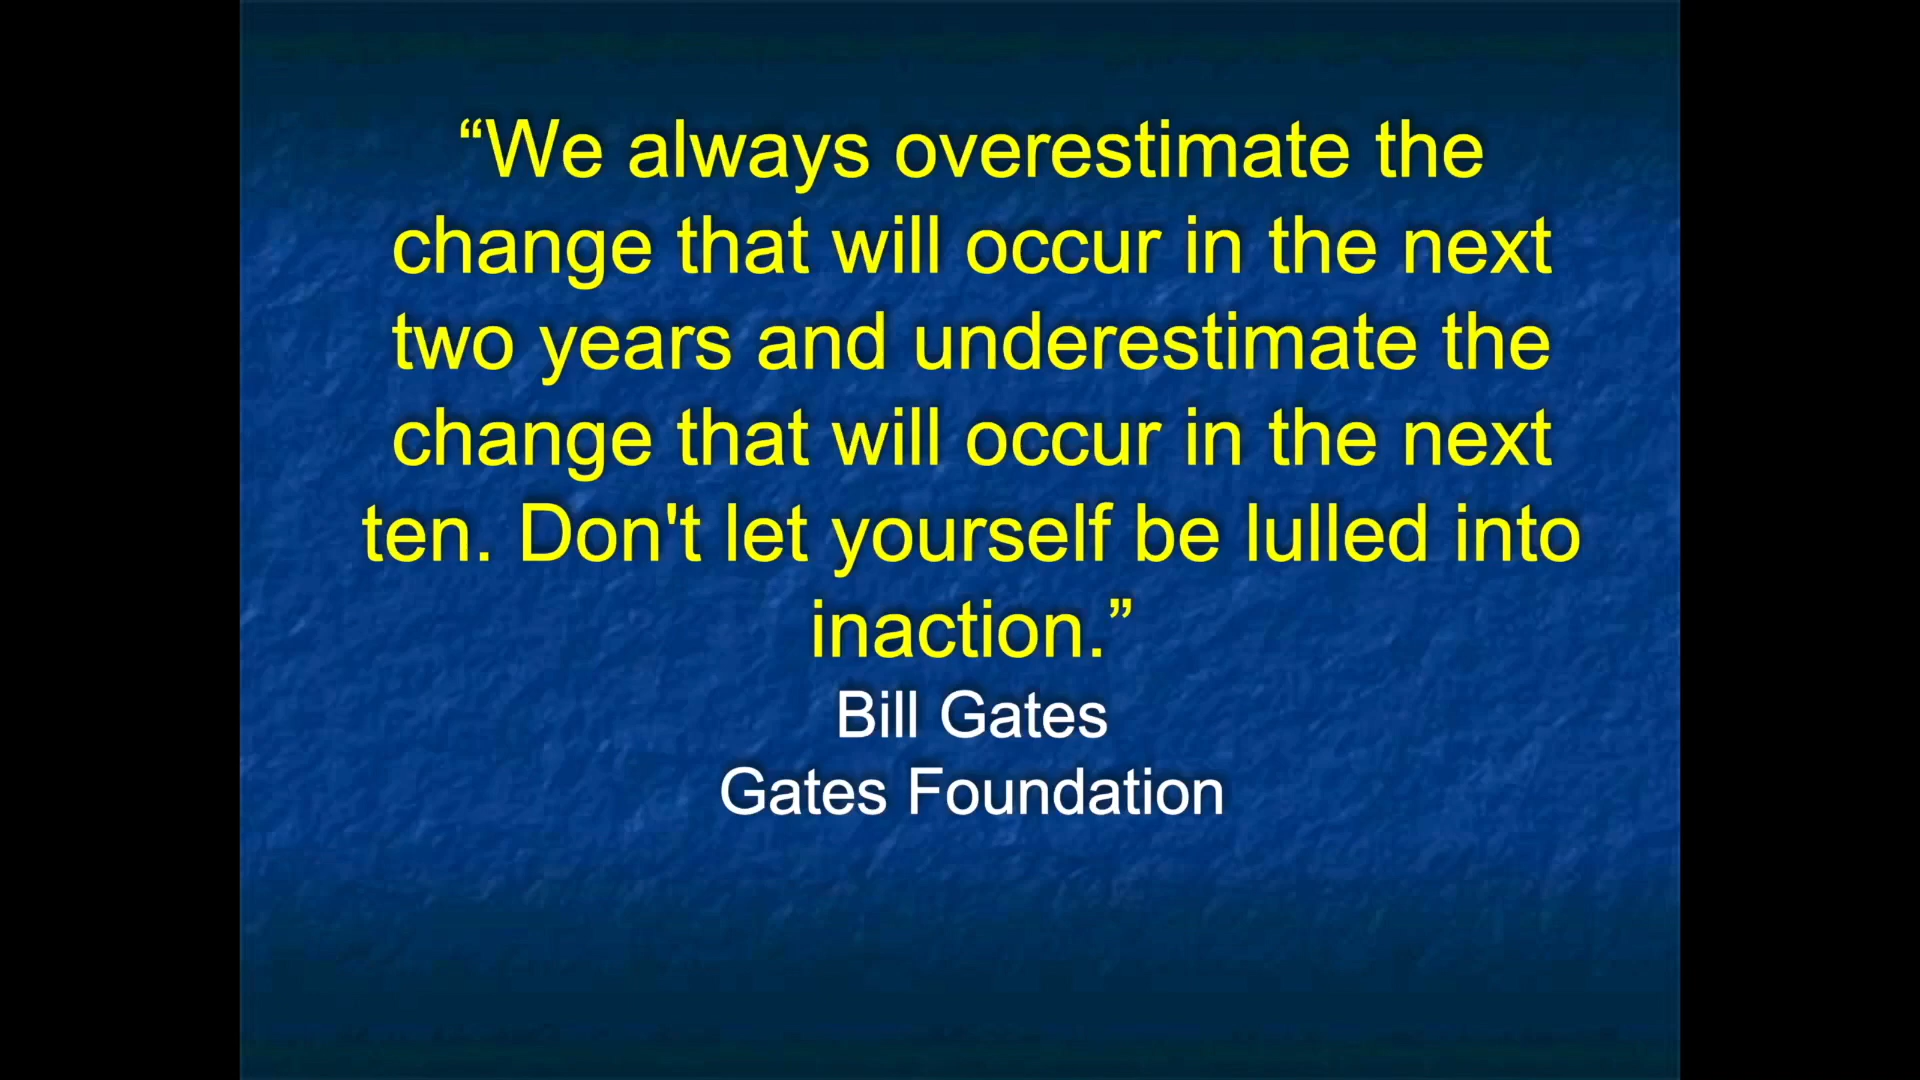 “We always overestimate the
change that will occur in the next
two years and underestimate the
change that will occur in the next
ten. Don't let yourself be lulled into
inaction.”
Bill Gates
Gates Foundation